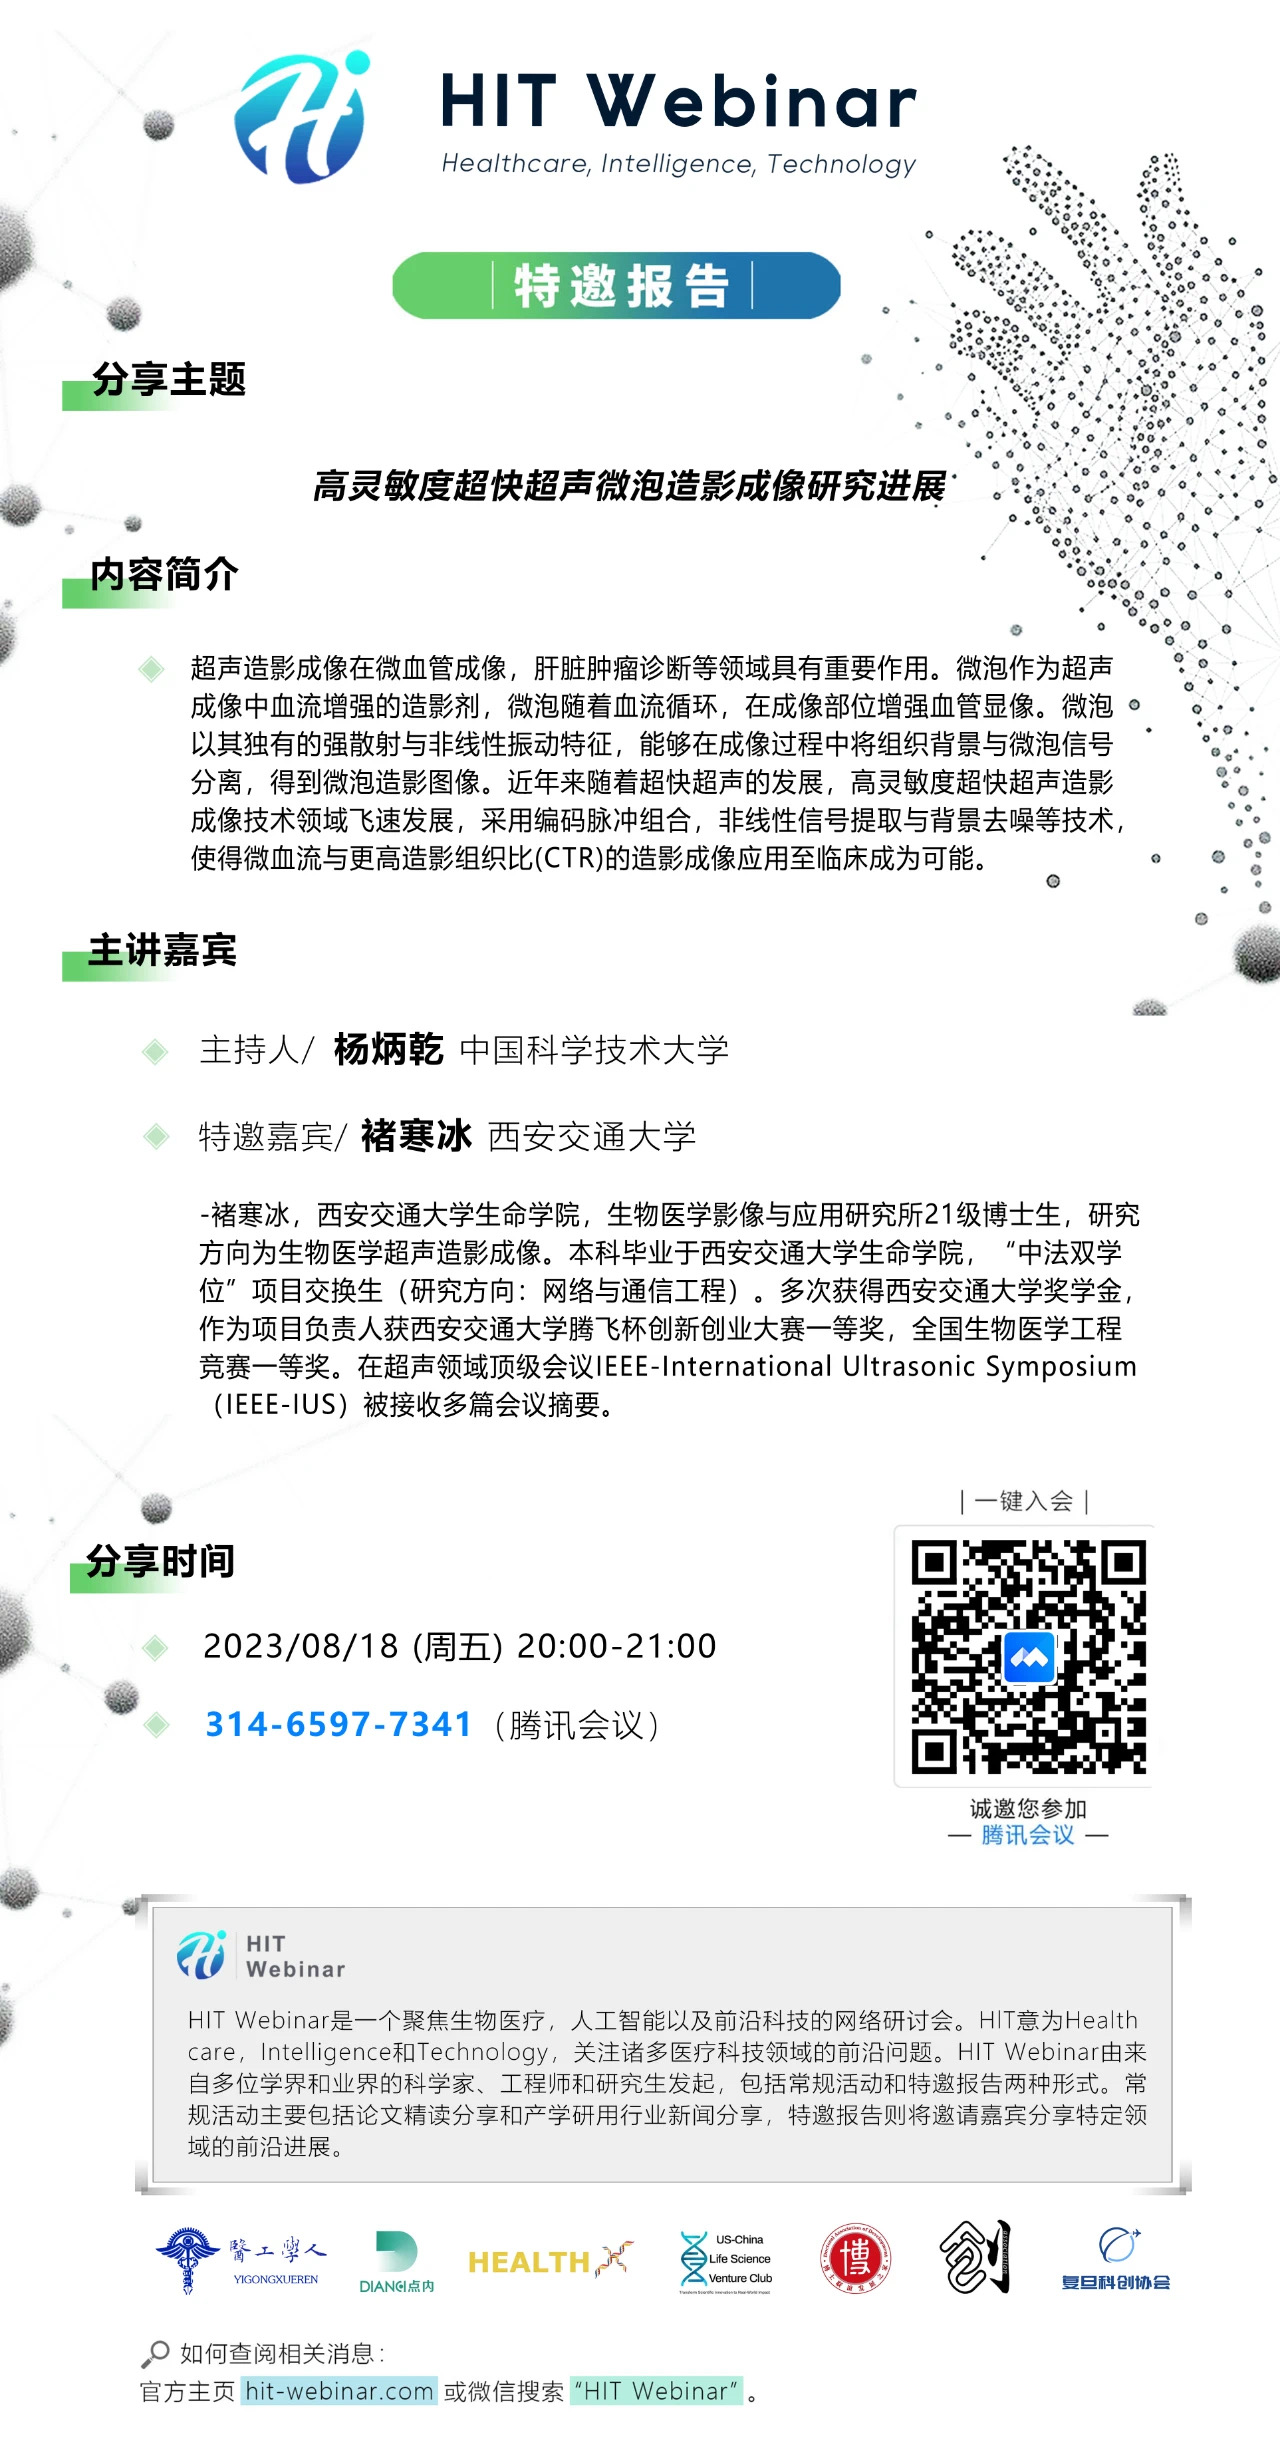 HIT Webinar
Healthcare, Intelligence, Technology
特邀报告
分享主题
高灵敏度超快超声微泡造影成像研究进展
内容简介
超声造影成像在微血管成像，肝脏肿瘤诊断等领域具有重要作用。微泡作为超声
成像中血流增强的造影剂，微泡随着血流循环，在成像部位增强血管显像。微泡
以其独有的强散射与非线性振动特征，能够在成像过程中将组织背景与微泡信号
分离，得到微泡造影图像。近年来随着超快超声的发展，高灵敏度超快超声造影
成像技术领域飞速发展，采用编码脉冲组合，非线性信号提取与背景去噪等技术，
使得微血流与更高造影组织比(CTR)的造影成像应用至临床成为可能。
主讲嘉宾
主持人/ 杨炳乾 中国科学技术大学
特邀嘉宾/ 褚寒冰 西安交通大学
-褚寒冰，西安交通大学生命学院，生物医学影像与应用研究所21级博士生，研究
方向为生物医学超声造影成像。本科毕业于西安交通大学生命学院，“中法双学
位”项目交换生（研究方向：网络与通信工程）。多次获得西安交通大学奖学金，
作为项目负责人获西安交通大学腾飞杯创新创业大赛一等奖，全国生物医学工程
竞赛一等奖。在超声领域顶级会议IEEE-International Ultrasonic Symposium
（IEEE-IUS）被接收多篇会议摘要。
| 一键入会 |
分享时间
2023/08/18 (周五) 20:00-21:00
314-6597-7341（腾讯会议）
诚邀您参加
— 腾讯会议 —
HIT
Webinar
HIT Webinar是一个聚焦生物医疗，人工智能以及前沿科技的网络研讨会。HIT意为Health
care，Intelligence和Technology，关注诸多医疗科技领域的前沿问题。HIT Webinar由来
自多位学界和业界的科学家、工程师和研究生发起，包括常规活动和特邀报告两种形式。常
规活动主要包括论文精读分享和产学研用行业新闻分享，特邀报告则将邀请嘉宾分享特定领
域的前沿进展。
醫工學人
YIGONGXUEREN
DIANCI点内
HEALTH X
US-China
Life Science
Venture Club
博
创
复旦科创协会
如何查阅相关消息：
官方主页 hit-webinar.com 或微信搜索 “HIT Webinar” 。